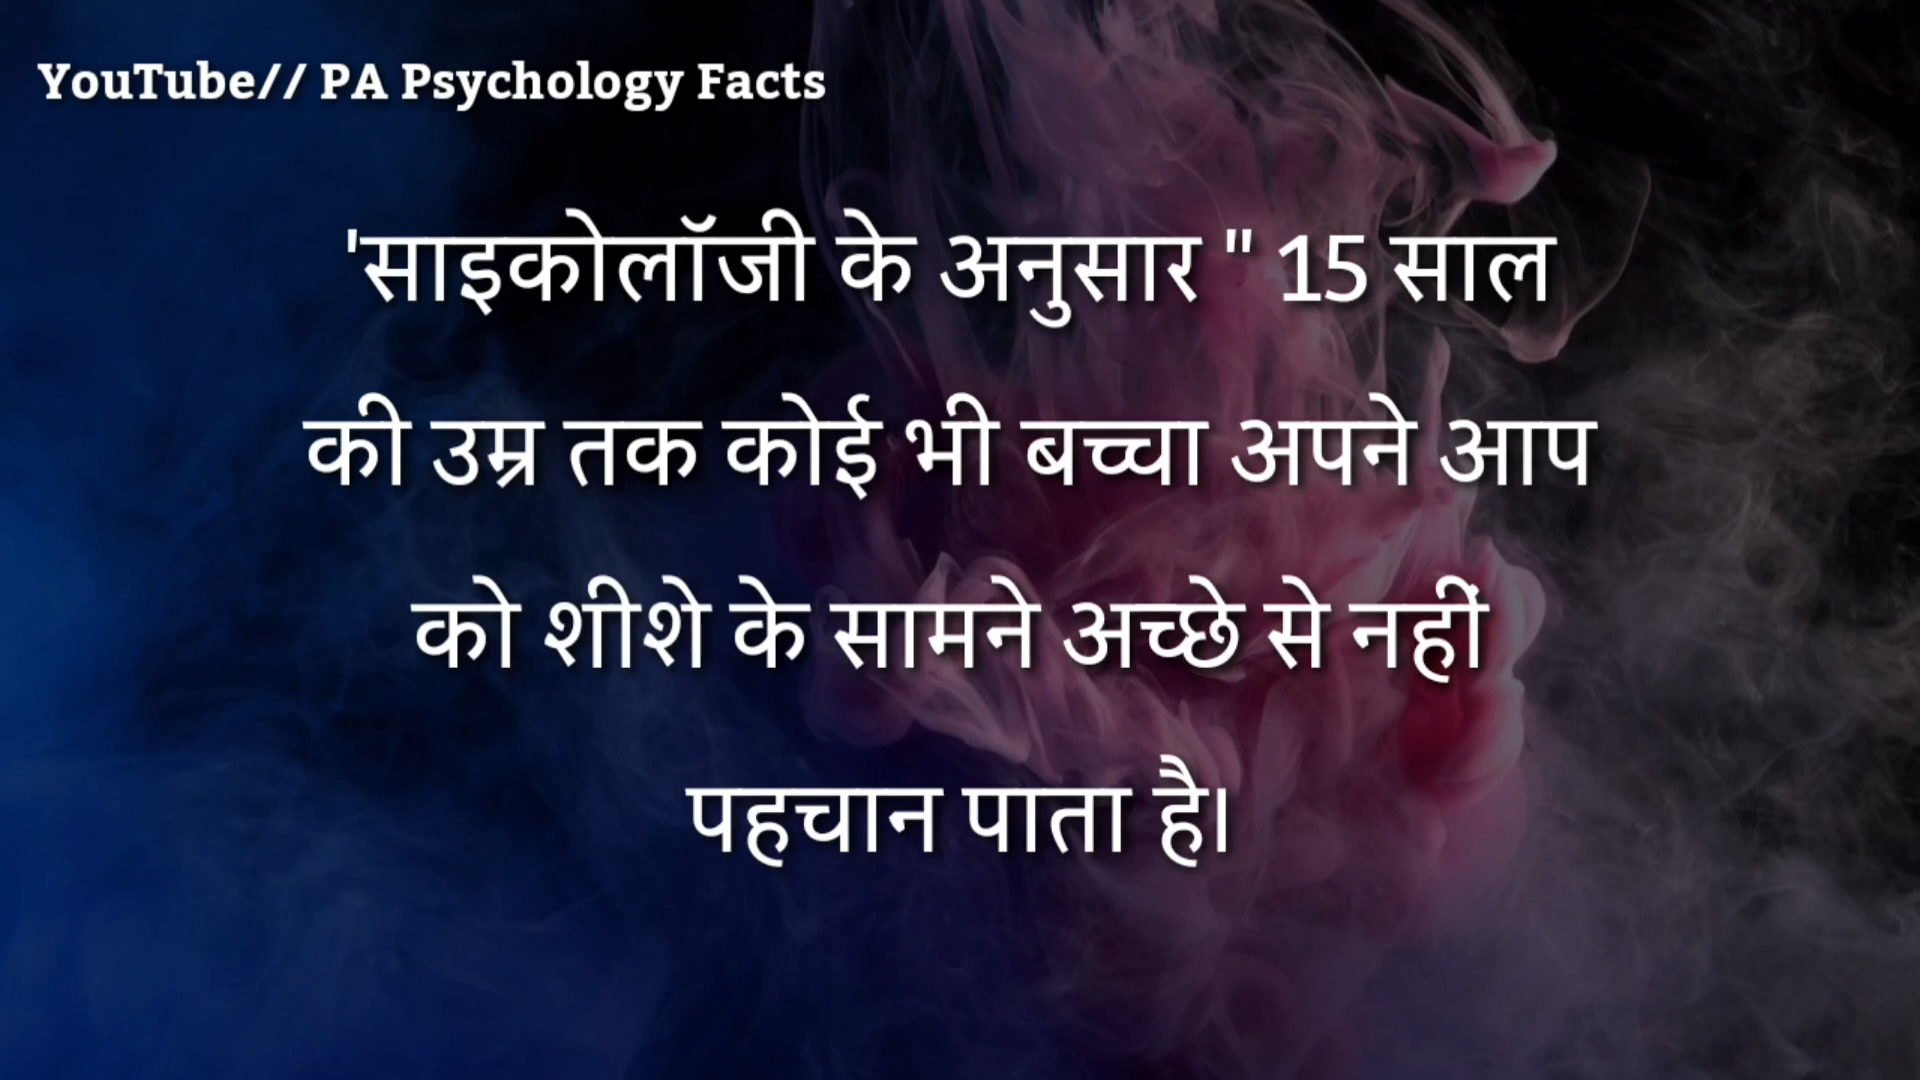 YouTube// PA Psychology Facts
'साइकोलॉजी के अनुसार " 15 साल
की उम्र तक कोई भी बच्चा अपने आप
को शीशे के सामने अच्छे से नहीं
पहचान पाता है।